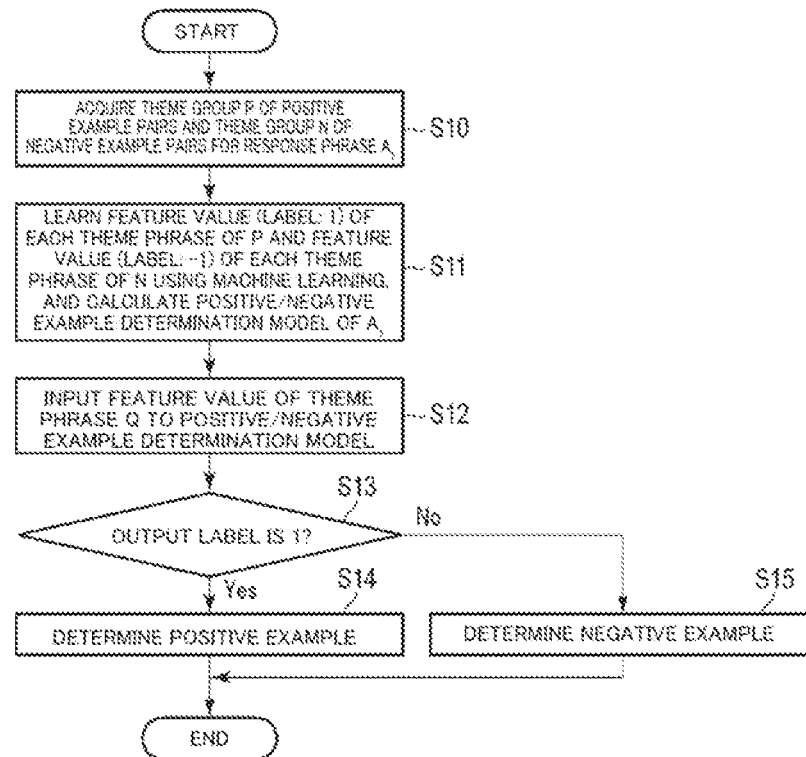 START
ACQUIRE THEME GROUP P OF POSITIVE
EXAMPLE PAIRS AND THEME GROUP N OF
NEGATIVE EXAMPLE PAIRS FOR RESPONSE PHRASE A
S10
LEARN FEATURE VALUE (LABEL: 1) OF
EACH THEME PHRASE OF P AND FEATURE
VALUE (LABEL: -1) OF EACH THEME
PHRASE OF N USING MACHINE LEARNING,
AND CALCULATE POSITIVE/NEGATIVE
EXAMPLE DETERMINATION MODEL OF A
S11
INPUT FEATURE VALUE OF THEME
PHRASE Q TO POSITIVE/NEGATIVE
EXAMPLE DETERMINATION MODEL
S12
S13
OUTPUT LABEL IS 1?
No
Yes
S14
DETERMINE POSITIVE EXAMPLE
S15
DETERMINE NEGATIVE EXAMPLE
END